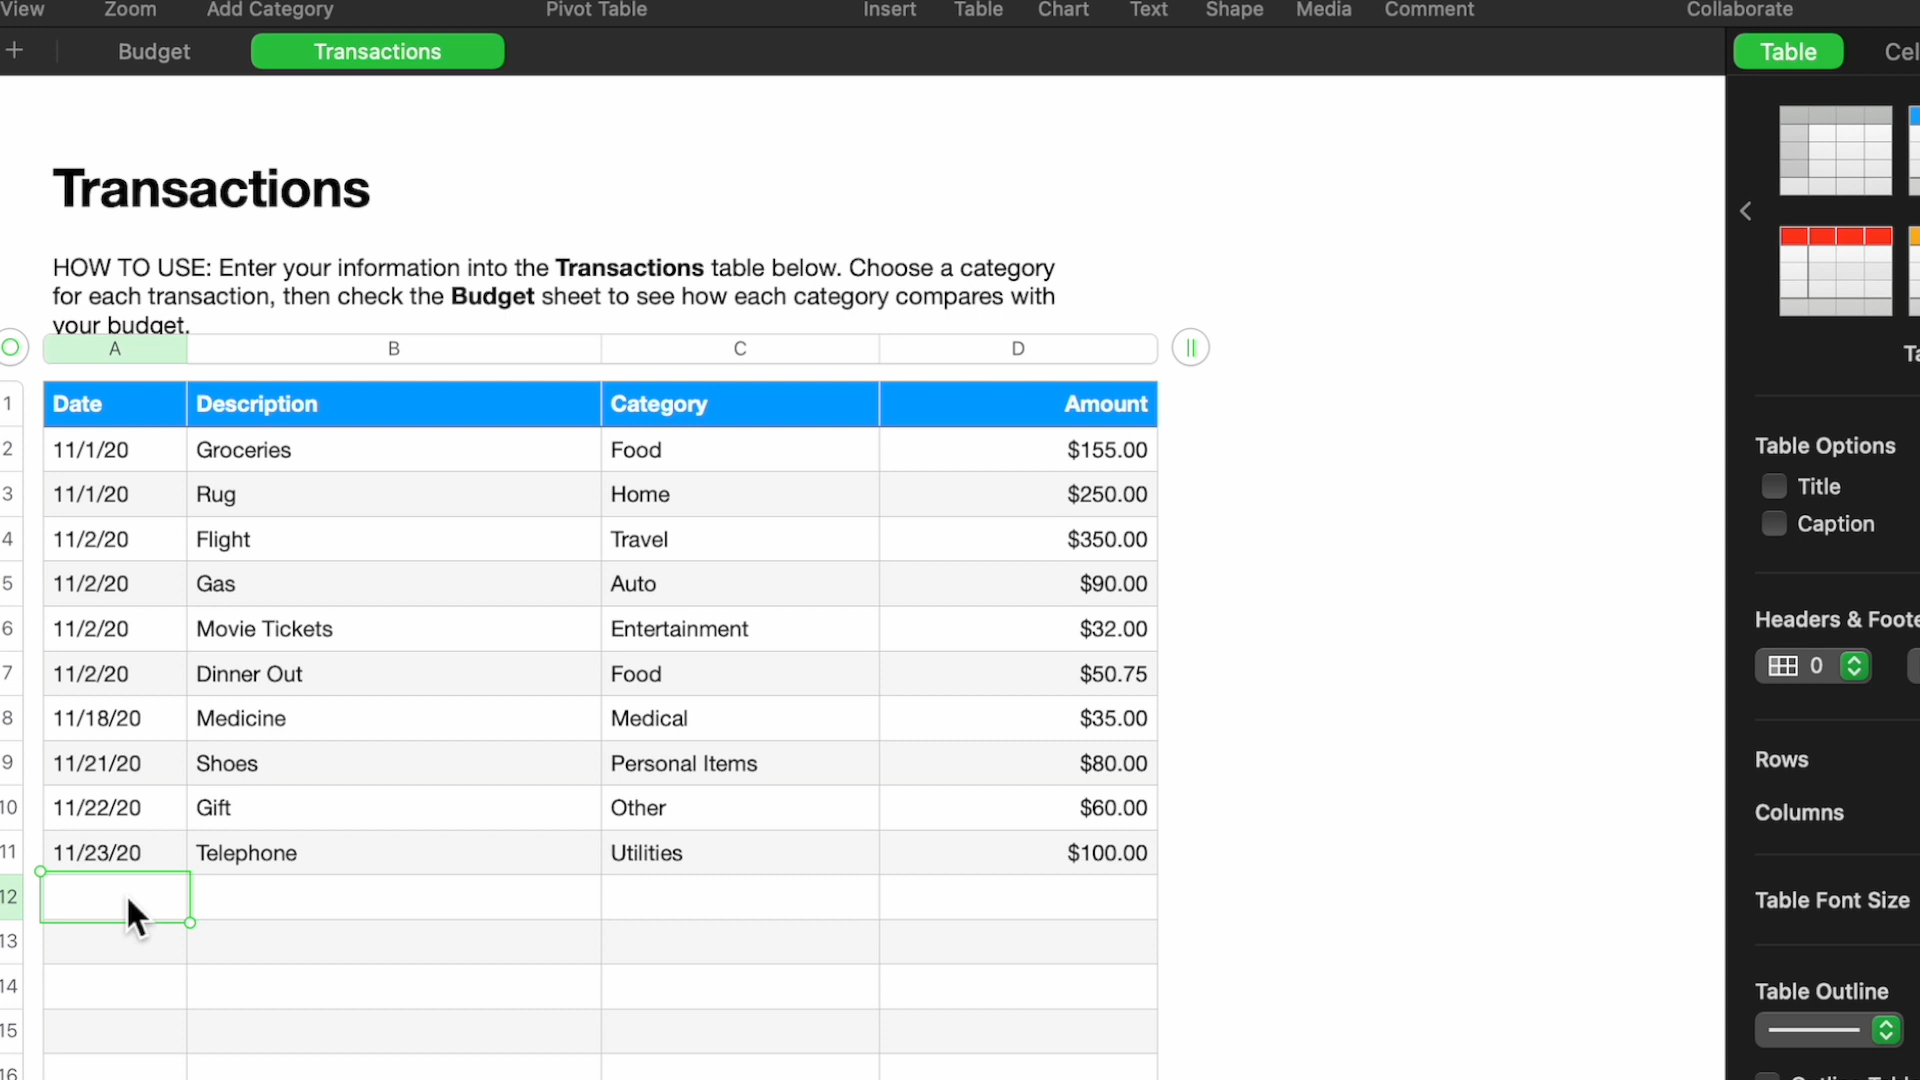 View Zoom Add Category Pivot Table Insert Table Chart Text Shape Media Comment Collaborate
+ Budget Transactions Table
Transactions
HOW TO USE: Enter your information into the Transactions table below. Choose a category
for each transaction, then check the Budget sheet to see how each category compares with
your budget.
A B C D
1 Date Description Category Amount
2 11/1/20 Groceries Food $155.00
3 11/1/20 Rug Home $250.00
4 11/2/20 Flight Travel $350.00
5 11/2/20 Gas Auto $90.00
6 11/2/20 Movie Tickets Entertainment $32.00
7 11/2/20 Dinner Out Food $50.75
8 11/18/20 Medicine Medical $35.00
9 11/21/20 Shoes Personal Items $80.00
10 11/22/20 Gift Other $60.00
11 11/23/20 Telephone Utilities $100.00
12
13
14
15
16
Table Options
Title
Caption
Headers &
0
Rows
Columns
Table Font Size
Table Outline